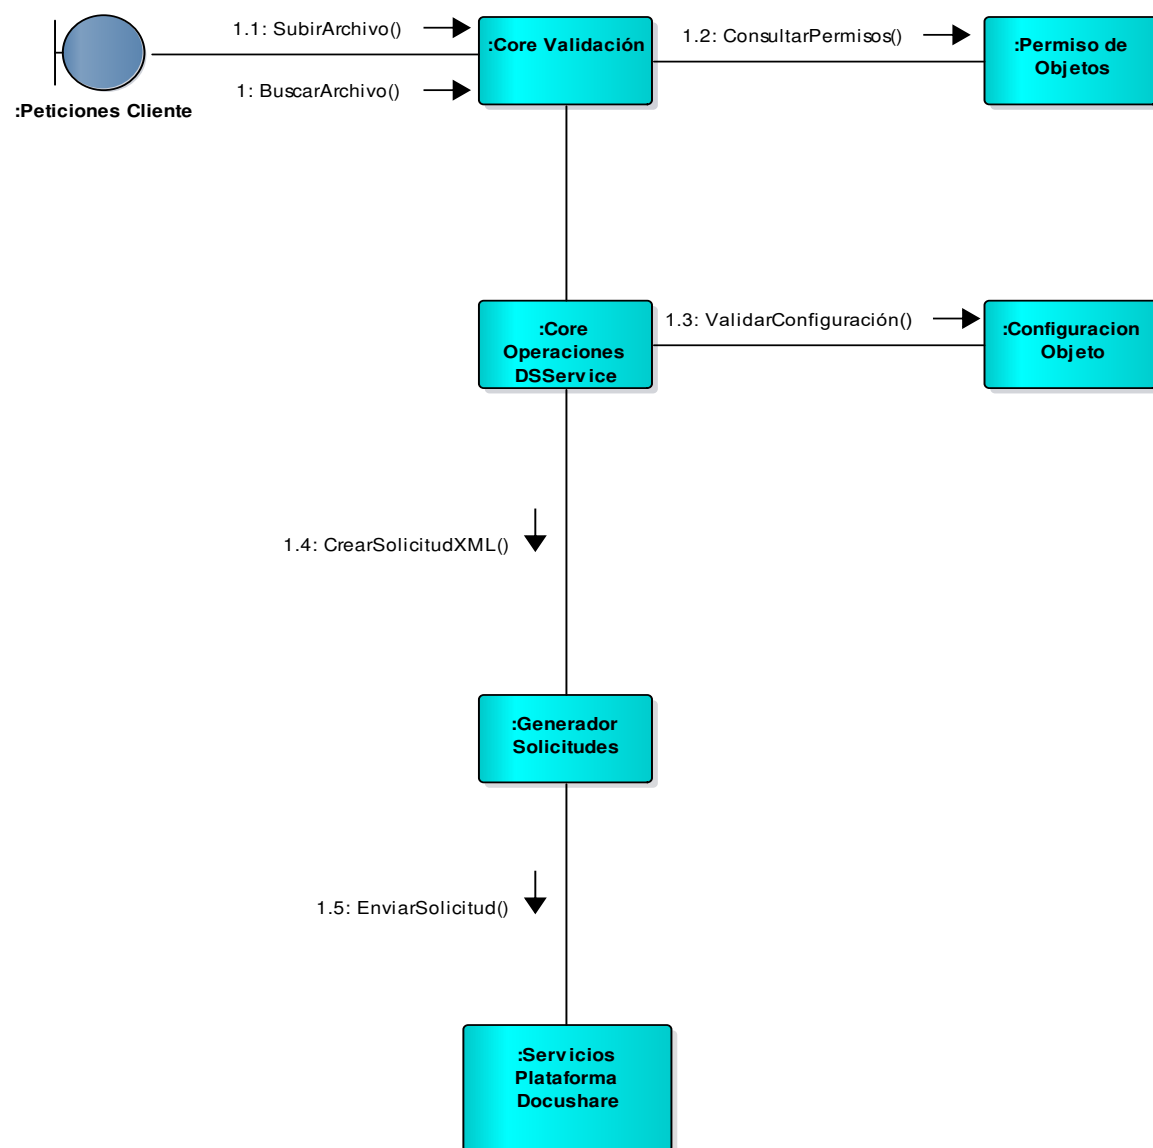 1.1: SubirArchivo()
:Core Validación
1.2: ConsultarPermisos()
:Permiso de
Objetos
1: BuscarArchivo()
:Peticiones Cliente
:Core
Operaciones
DSService
1.3: ValidarConfiguración()
:Configuracion
Objeto
1.4: CrearSolicitudXML()
:Generador
Solicitudes
1.5: EnviarSolicitud()
:Servicios
Plataforma
Docushare